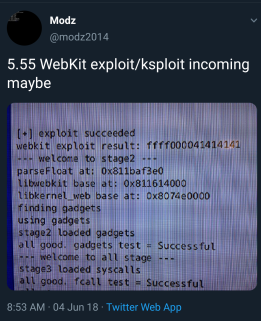 Modz
@modz2014
5.55 WebKit exploit/ksploit incoming
maybe
[+] exploit succeeded
webkit exploit result: ffff000041414141
--- welcome to stage2 ---
parseFloat at: 0x811baf3e0
libwebkit base at: 0x811614000
libkernel_web base at: 0x8074e0000
finding gadgets
using gadgets
stage2 loaded gadgets
all good. gadgets test = Successful
--- welcome to all stage ---
stage3 loaded syscalls
all good. fcall test = Successful
8:53 AM · 04 Jun 18 · Twitter Web App